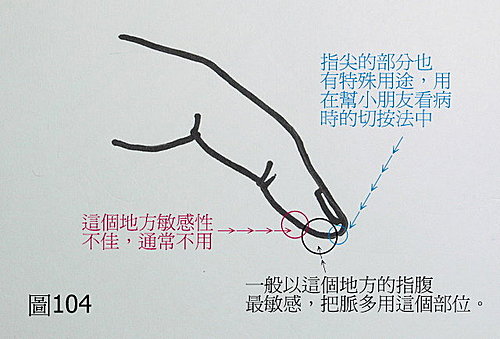 指尖的部分也
有特殊用途，用
在幫小朋友看病
時的切按法中
這個地方敏感性
不佳，通常不用
一般以這個地方的指腹
最敏感，把脈多用這個部位。
圖104